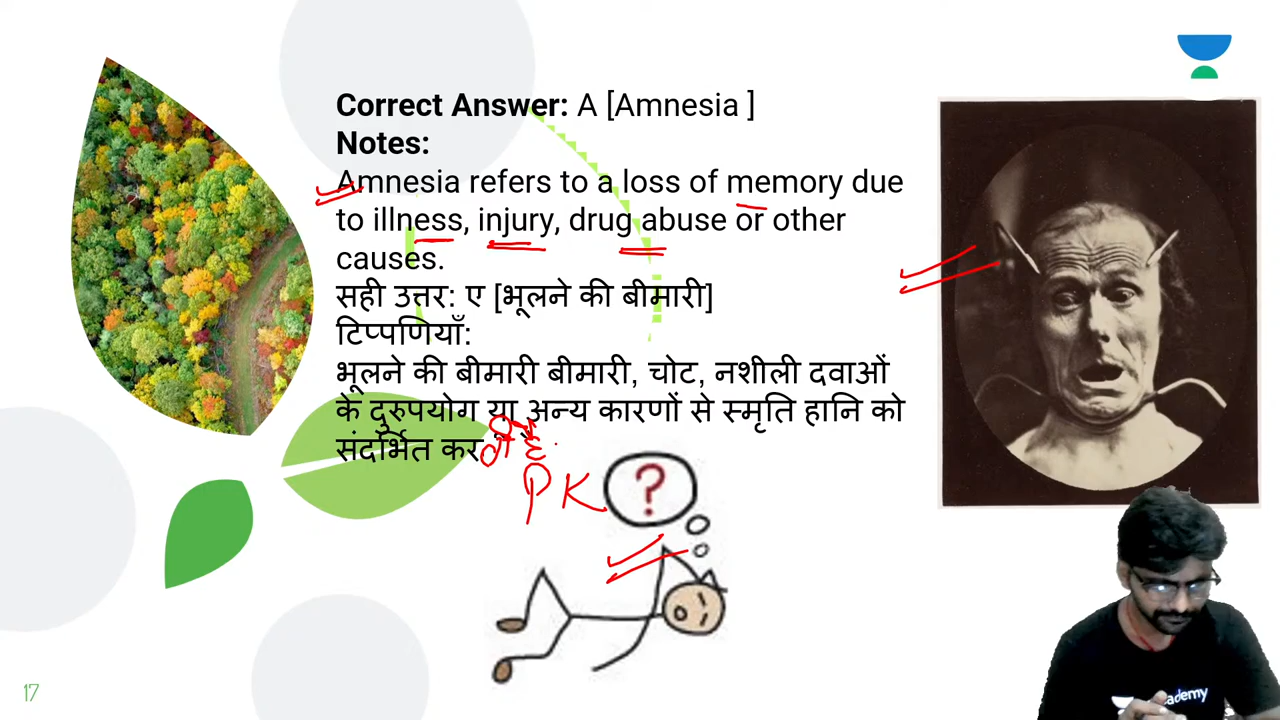 Correct Answer: A [Amnesia ]
Notes:
Amnesia refers to a loss of memory due
to illness, injury, drug abuse or other
causes.
सही उत्तर: ए [भूलने की बीमारी]
टिप्पणियाँ:
भूलने की बीमारी बीमारी, चोट, नशीली दवाओं
के दुरुपयोग या अन्य कारणों से स्मृति हानि को
संदर्भित कर
PK
?
17